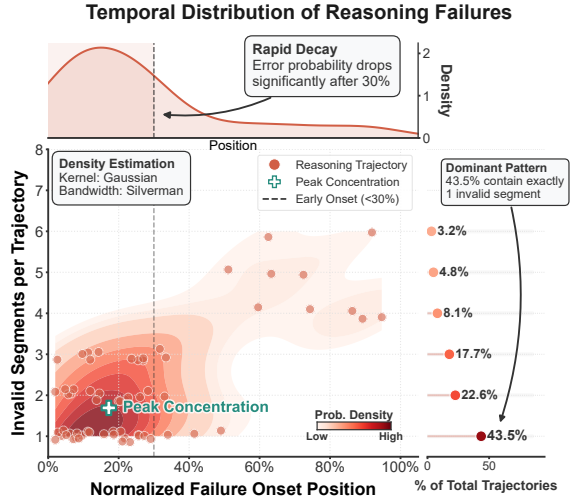 Temporal Distribution of Reasoning Failures
Rapid Decay
Error probability drops
significantly after 30%
2
1
0
Density
Position
Density Estimation
Kernel: Gaussian
Bandwidth: Silverman
Reasoning Trajectory
Peak Concentration
Early Onset (<30%)
Dominant Pattern
43.5% contain exactly
1 invalid segment
Invalid Segments per Trajectory
8
7
6
5
4
3
2
1
3.2%
4.8%
8.1%
17.7%
22.6%
43.5%
Peak Concentration
Prob. Density
Low High
0% 20% 40% 60% 80% 100%
Normalized Failure Onset Position
0 50
% of Total Trajectories